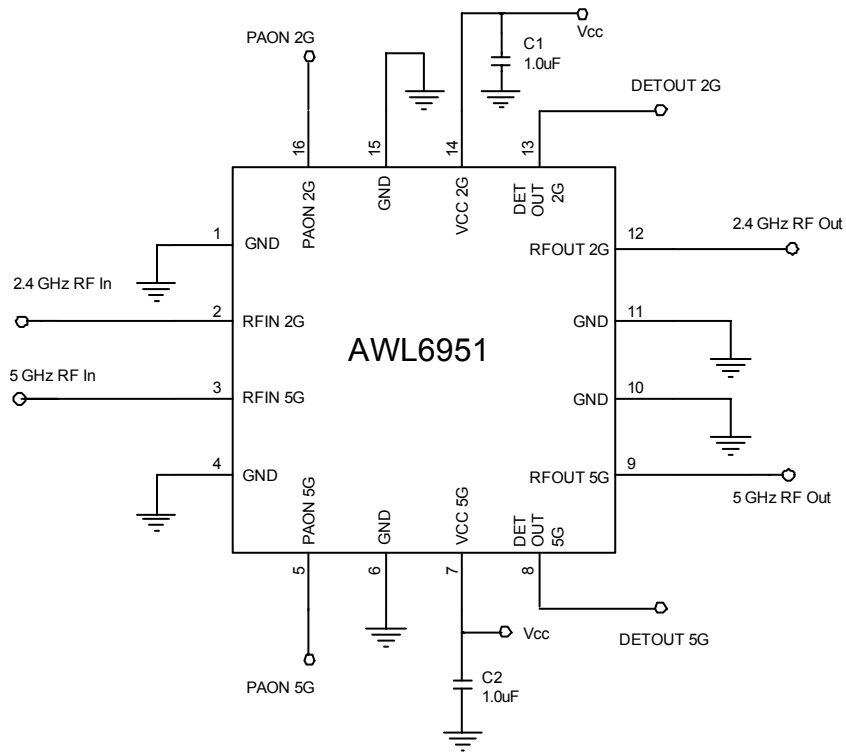 PAON 2G
C1
1.0uF
Vcc
DETOUT 2G
16
15
14
13
PAON 2G
GND
VCC 2G
DET
OUT
2G
1
GND
RFOUT 2G
12
2.4 GHz RF Out
2.4 GHz RF In
2
RFIN 2G
GND
11
AWL6951
5 GHz RF In
3
RFIN 5G
GND
10
4
GND
RFOUT 5G
9
5 GHz RF Out
PAON 5G
GND
VCC 5G
DET
OUT
5G
5
6
7
8
Vcc
DETOUT 5G
PAON 5G
C2
1.0uF